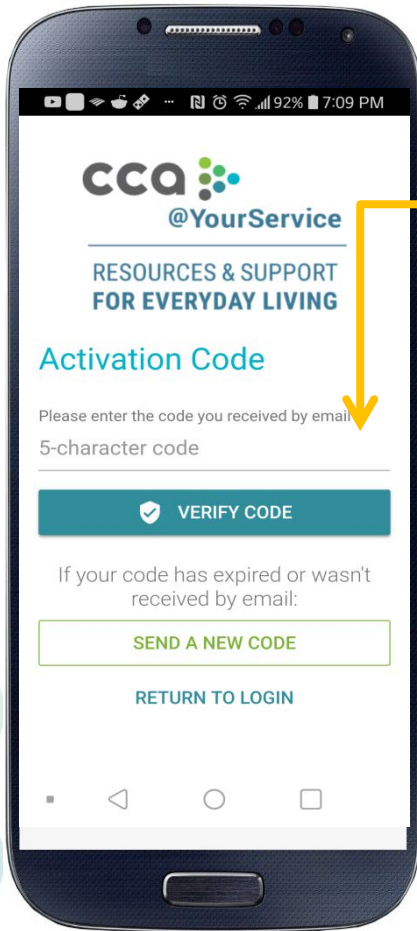 92% 7:09 PM
cca
@YourService
RESOURCES & SUPPORT
FOR EVERYDAY LIVING
Activation Code
Please enter the code you received by email
5-character code
VERIFY CODE
If your code has expired or wasn't
received by email:
SEND A NEW CODE
RETURN TO LOGIN